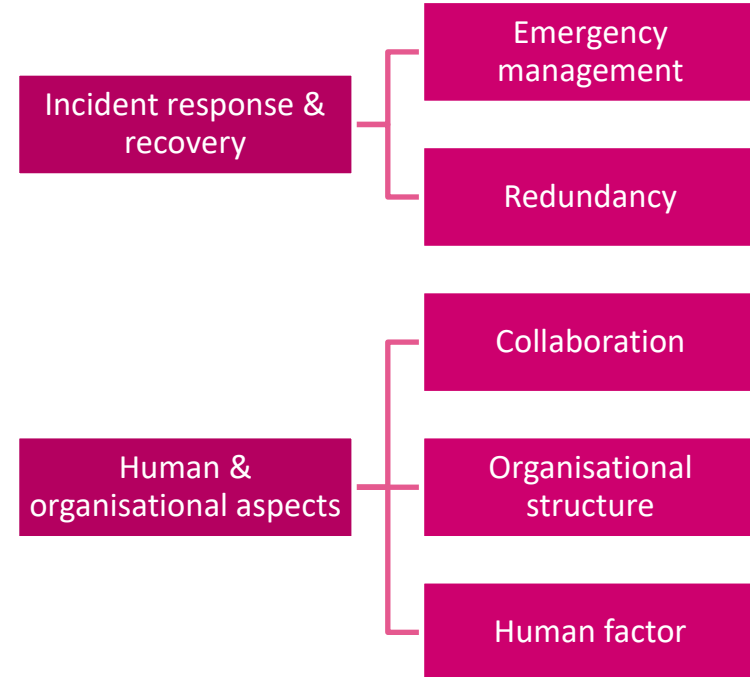 Incident response &
recovery
Emergency
management
Redundancy
Human &
organisational aspects
Collaboration
Organisational
structure
Human factor